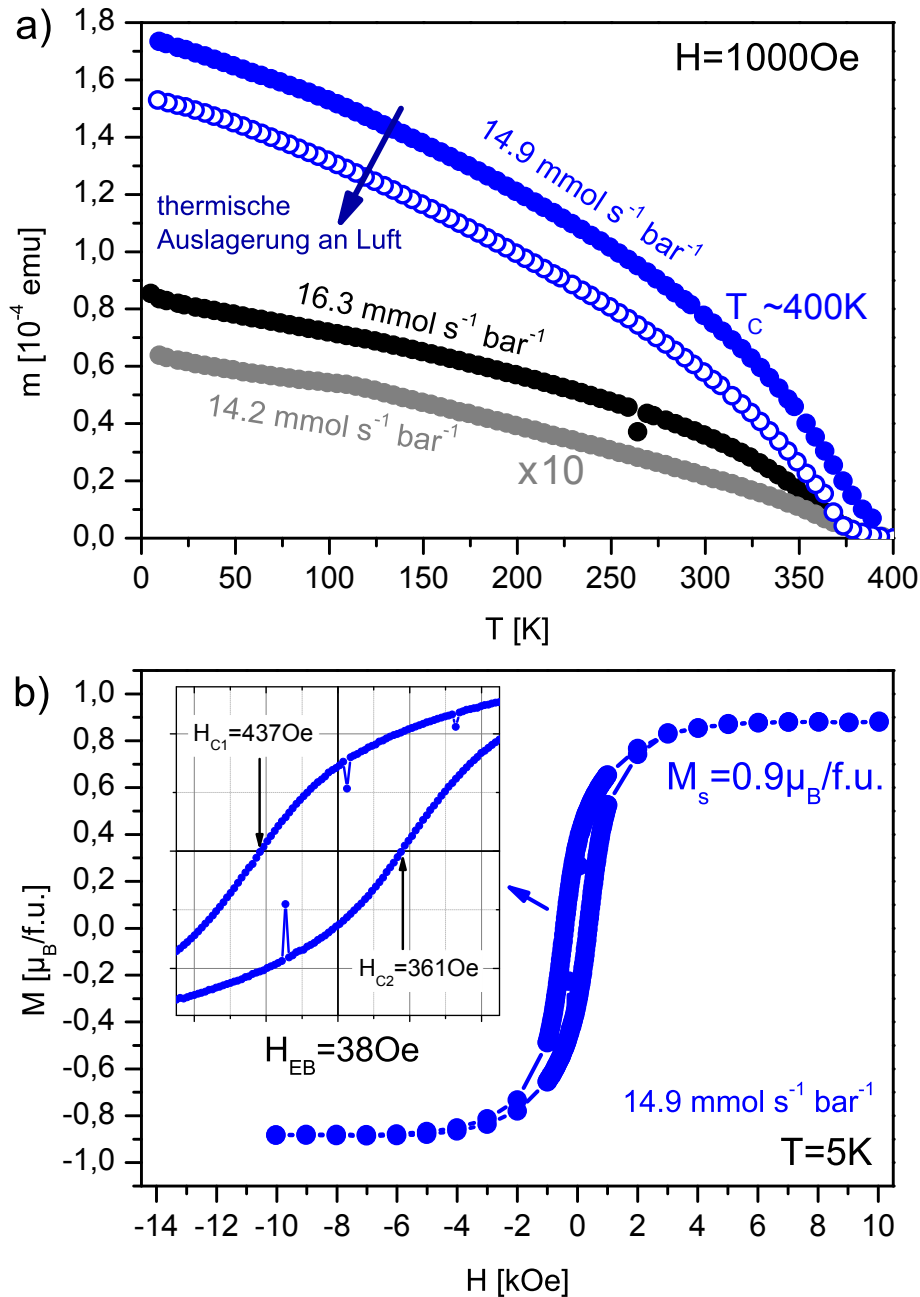 a)
1,8
1,6
1,4
1,2
1,0
0,8
0,6
0,4
0,2
0,0
m [10⁻⁴ emu]
H=1000Oe
14.9 mmol s⁻¹ bar⁻¹
thermische
Auslagerung an Luft
T_C~400K
16.3 mmol s⁻¹ bar⁻¹
14.2 mmol s⁻¹ bar⁻¹
x10
0 50 100 150 200 250 300 350 400
T [K]
b)
1,0
0,8
0,6
0,4
0,2
0,0
-0,2
-0,4
-0,6
-0,8
-1,0
M [µ_B/f.u.]
H_C1=437Oe
H_C2=361Oe
H_EB=38Oe
M_s=0.9µ_B/f.u.
14.9 mmol s⁻¹ bar⁻¹
T=5K
-14 -12 -10 -8 -6 -4 -2 0 2 4 6 8 10
H [kOe]